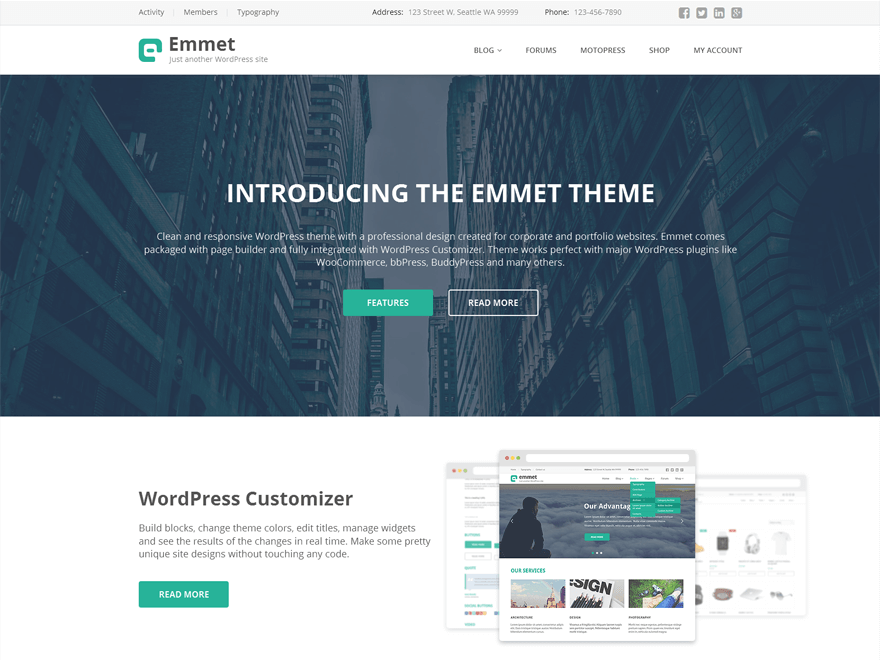 Activity Members Typography Address: 123 Street W, Seattle WA 99999 Phone: 123-456-7890
Emmet
Just another WordPress site
BLOG FORUMS MOTOPRESS SHOP MY ACCOUNT
INTRODUCING THE EMMET THEME
Clean and responsive WordPress theme with a professional design created for corporate and portfolio websites. Emmet comes
packaged with page builder and fully integrated with WordPress Customizer. Theme works perfect with major WordPress plugins like
WooCommerce, bbPress, BuddyPress and many others.
FEATURES READ MORE
WordPress Customizer
Build blocks, change theme colors, edit titles, manage widgets
and see the results of the changes in real time. Make some pretty
unique site designs without touching any code.
READ MORE
emmet
Our Advantag
OUR SERVICES
ARCHITECTURE DESIGN PHOTOGRAPHY